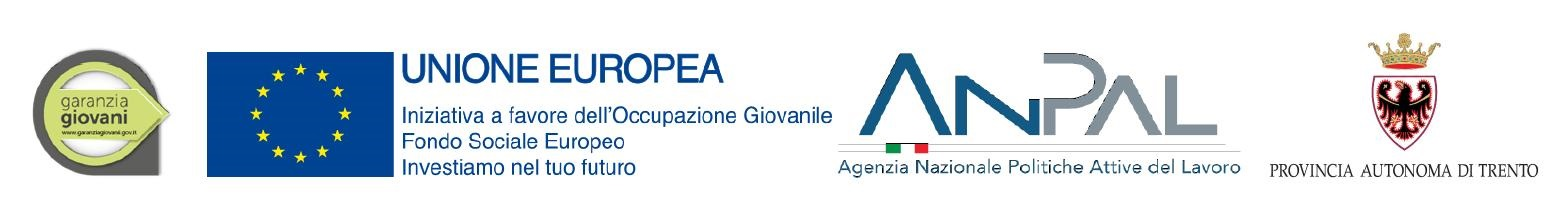 garanzia
giovani
www.garanziagiovani.gov.it
UNIONE EUROPEA
Iniziativa a favore dell'Occupazione Giovanile
Fondo Sociale Europeo
Investiamo nel tuo futuro
ANPAL
Agenzia Nazionale Politiche Attive del Lavoro
PROVINCIA AUTONOMA DI TRENTO